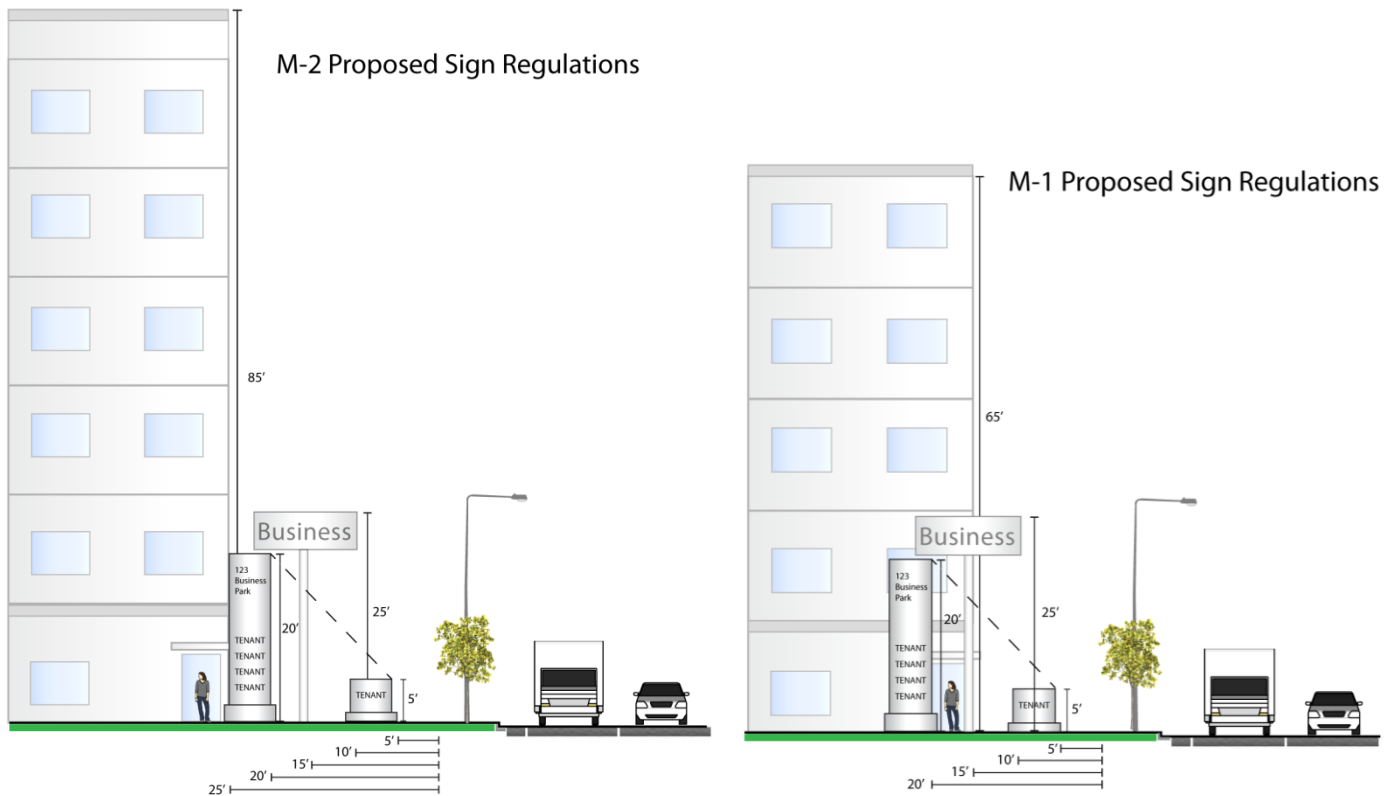 M-2 Proposed Sign Regulations
85’
Business
123
Business
Park
TENANT
TENANT
TENANT
TENANT
20’
25’
TENANT
5’
5’
10’
15’
20’
25’
M-1 Proposed Sign Regulations
65’
Business
123
Business
Park
TENANT
TENANT
TENANT
TENANT
20’
25’
TENANT
5’
5’
10’
15’
20’